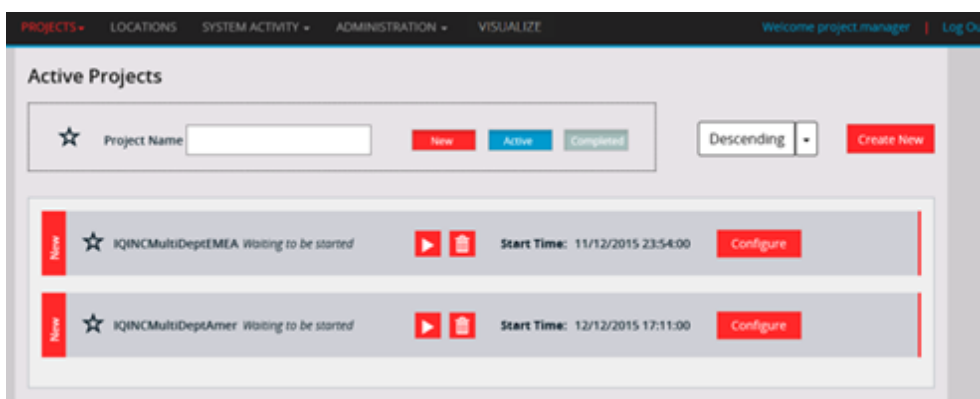 PROJECTS LOCATIONS SYSTEM ACTIVITY ADMINISTRATION VISUALIZE Welcome project.manager | Log Ou
Active Projects
Project Name New Active Completed Descending Create New
New IQINCMultiDeptEMEA Waiting to be started Start Time: 11/12/2015 23:54:00 Configure
New IQINCMultiDeptAmer Waiting to be started Start Time: 12/12/2015 17:11:00 Configure